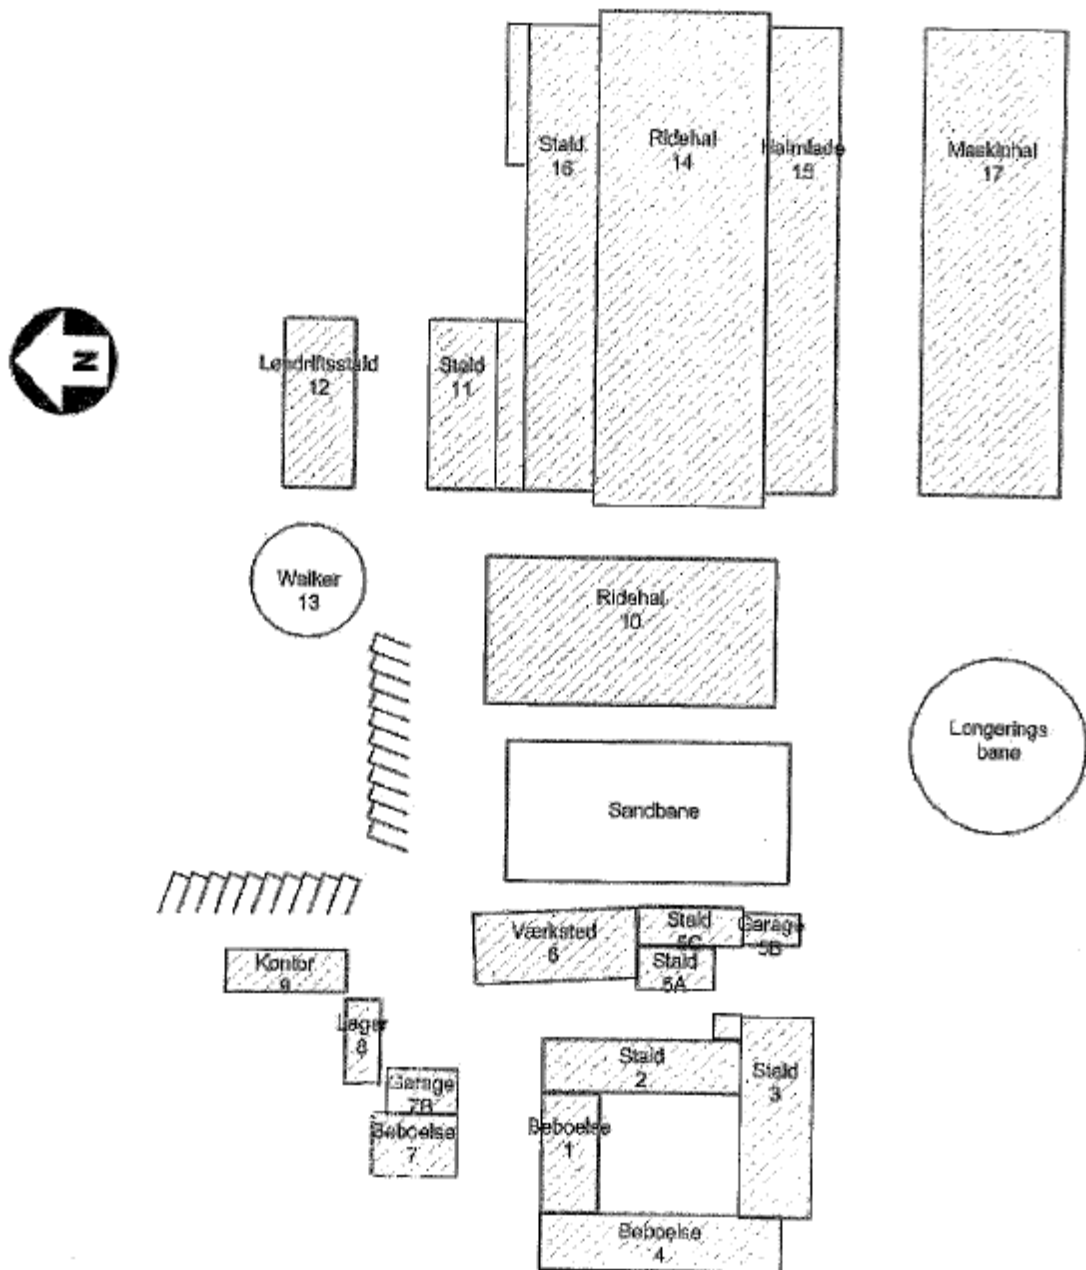 Stald
16
Ridehal
14
Halmlade
15
Maskinhal
17
N
Løsdriftsstald
12
Stald
11
Walker
13
Ridehal
10
Longerings
bane
Sandbane
Værksted
6
Stald
5C
Garage
5B
Stald
5A
Kontor
9
Lager
8
Garage
7B
Beboelse
7
Stald
2
Stald
3
Beboelse
1
Beboelse
4